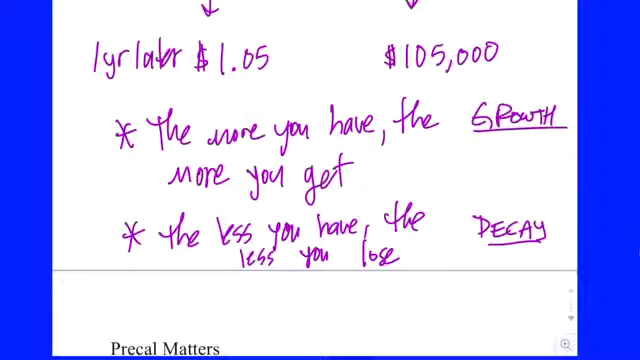 1yr later $1.05 $105,000
* The more you have, the GROWTH
more you get
* the less you have, the DECAY
less you lose
Precal Matters